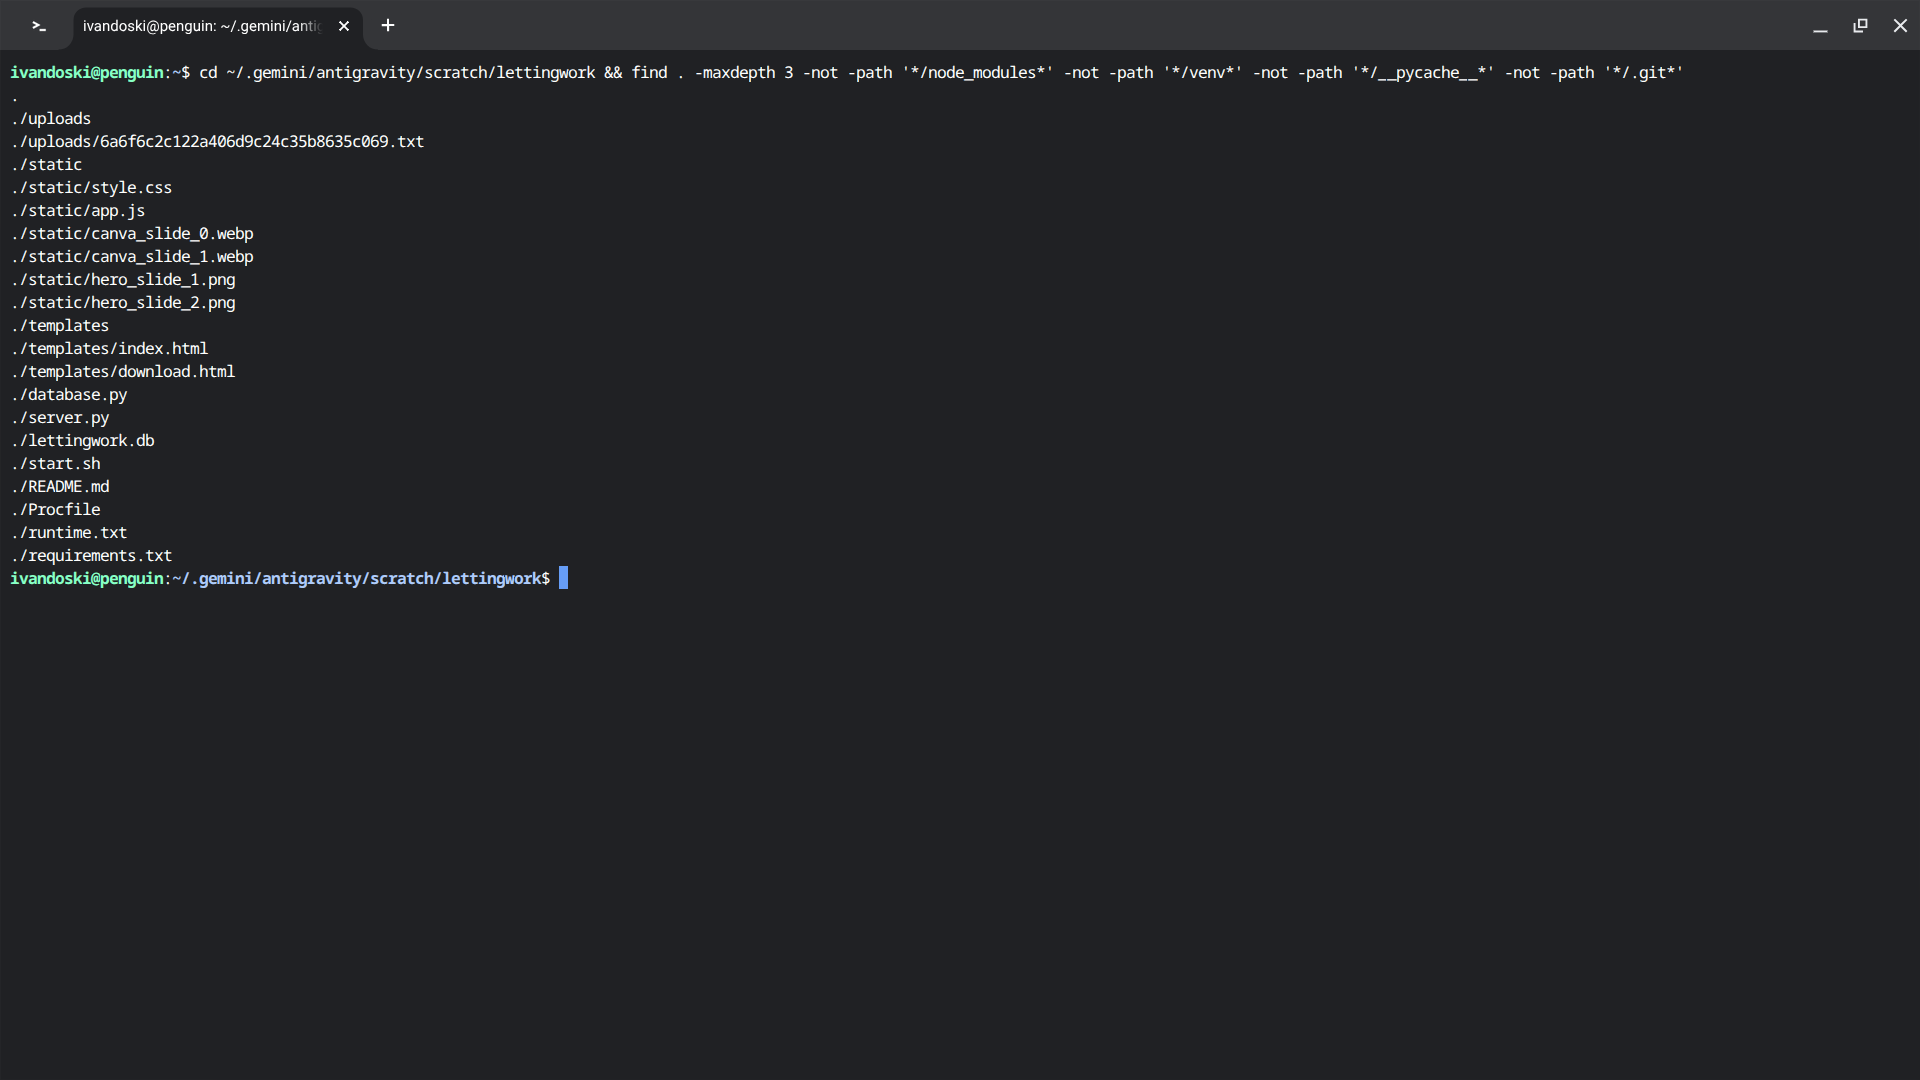 ivandoski@penguin: ~/.gemini/antig
ivandoski@penguin:~$ cd ~/.gemini/antigravity/scratch/lettingwork && find . -maxdepth 3 -not -path '*/node_modules*' -not -path '*/venv*' -not -path '*/__pycache__*' -not -path '*/.git*'
.
./uploads
./uploads/6a6f6c2c122a406d9c24c35b8635c069.txt
./static
./static/style.css
./static/app.js
./static/canva_slide_0.webp
./static/canva_slide_1.webp
./static/hero_slide_1.png
./static/hero_slide_2.png
./templates
./templates/index.html
./templates/download.html
./database.py
./server.py
./lettingwork.db
./start.sh
./README.md
./Procfile
./runtime.txt
./requirements.txt
ivandoski@penguin:~/.gemini/antigravity/scratch/lettingwork$